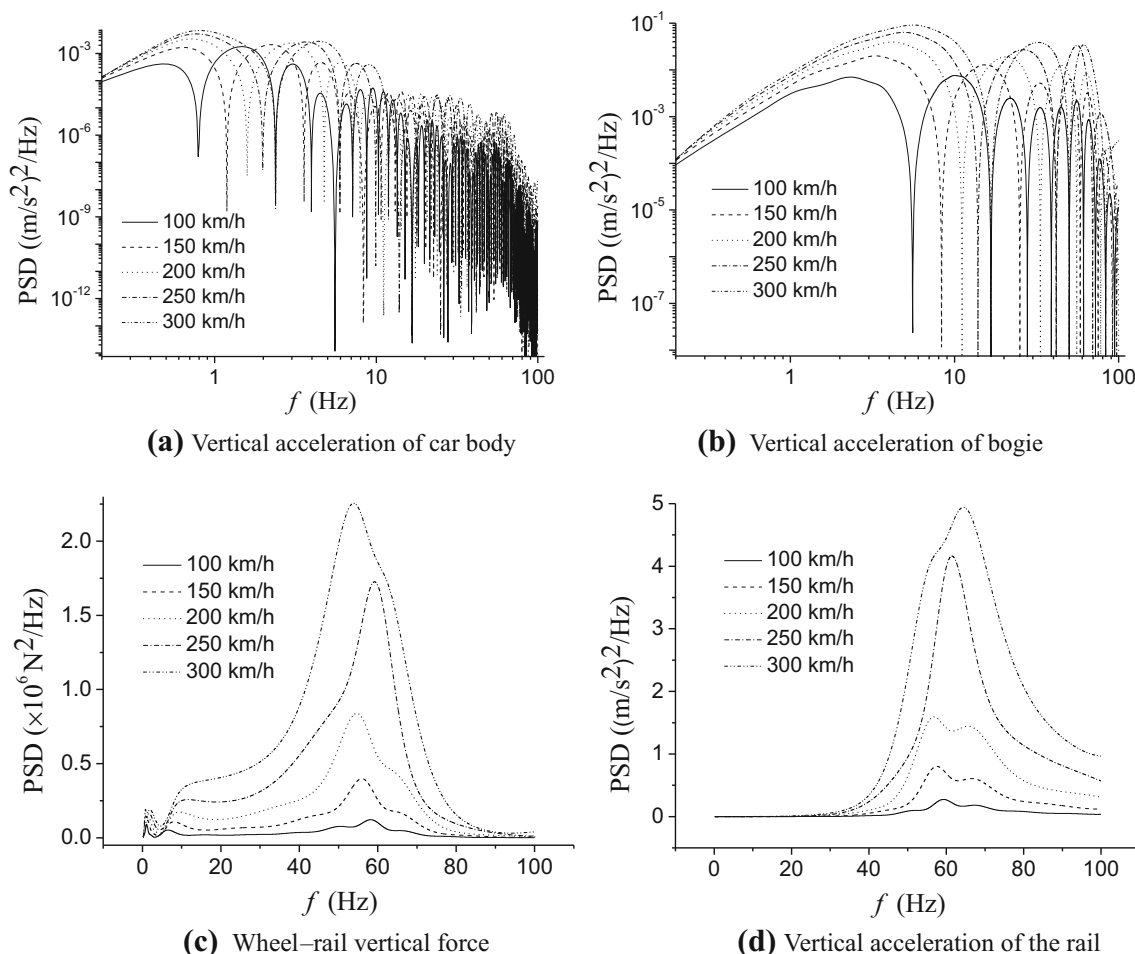 PSD ((m/s²)²/Hz)
10⁻³
10⁻⁶
10⁻⁹
10⁻¹²
100 km/h
150 km/h
200 km/h
250 km/h
300 km/h
1 10 100
f (Hz)
(a) Vertical acceleration of car body
PSD ((m/s²)²/Hz)
10⁻¹
10⁻³
10⁻⁵
10⁻⁷
100 km/h
150 km/h
200 km/h
250 km/h
300 km/h
1 10 100
f (Hz)
(b) Vertical acceleration of bogie
PSD (×10⁶N²/Hz)
2.0
1.5
1.0
0.5
0.0
100 km/h
150 km/h
200 km/h
250 km/h
300 km/h
0 20 40 60 80 100
f (Hz)
(c) Wheel–rail vertical force
PSD ((m/s²)²/Hz)
5
4
3
2
1
0
100 km/h
150 km/h
200 km/h
250 km/h
300 km/h
0 20 40 60 80 100
f (Hz)
(d) Vertical acceleration of the rail